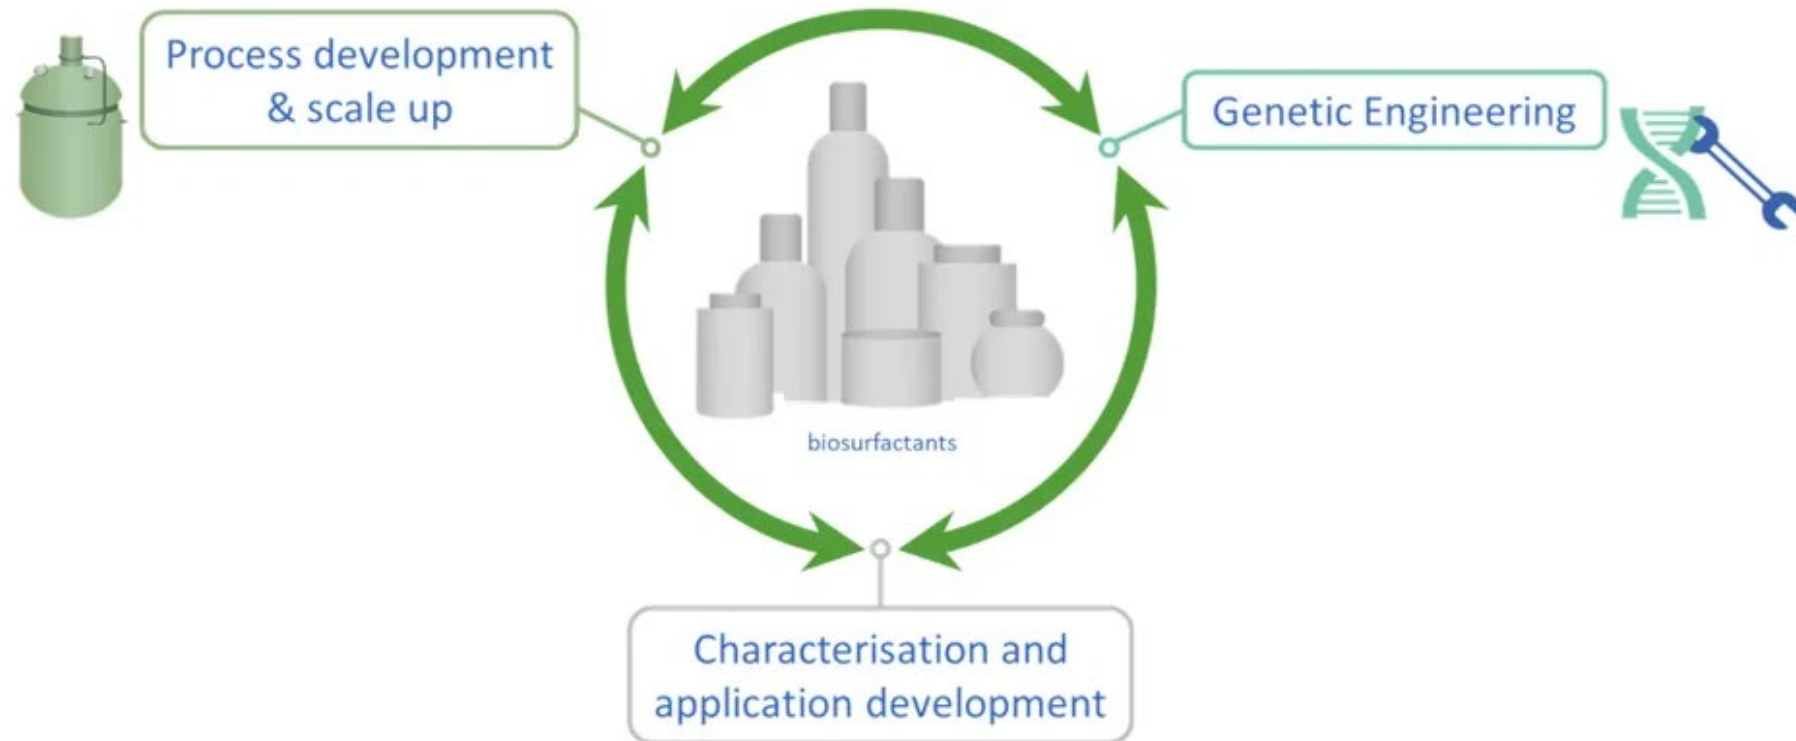 Process development
& scale up
Genetic Engineering
biosurfactants
Characterisation and
application development